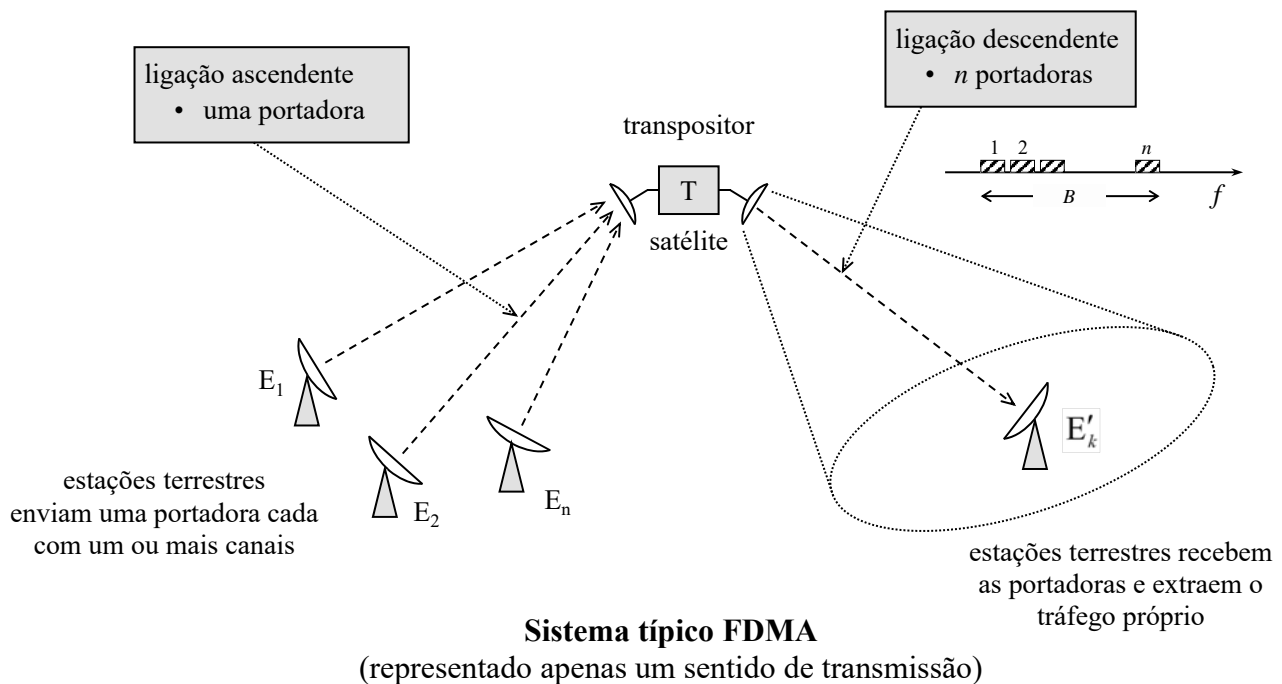 ligação ascendente
• uma portadora
ligação descendente
• n portadoras
transpositor
T
satélite
1 2 n
B
f
E1
E2
En
E′k
estações terrestres
enviam uma portadora cada
com um ou mais canais
estações terrestres recebem
as portadoras e extraem o
tráfego próprio
Sistema típico FDMA
(representado apenas um sentido de transmissão)